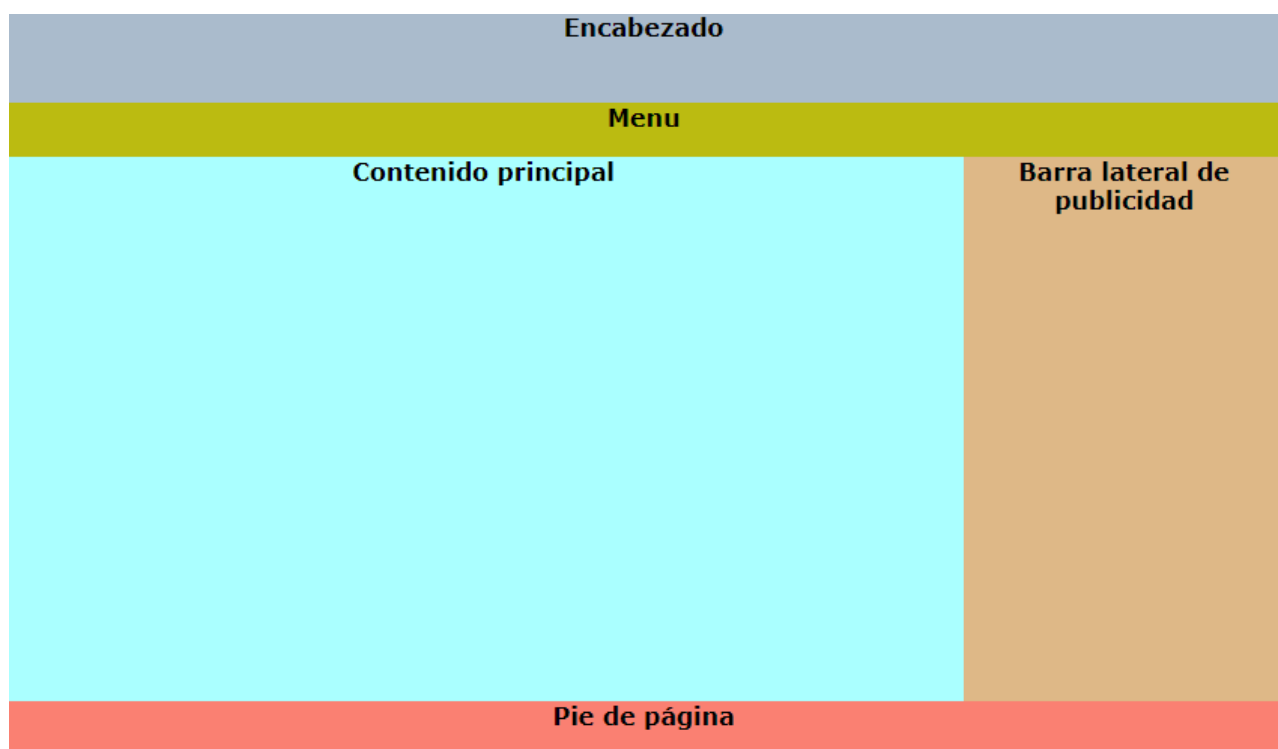 Encabezado
Menu
Contenido principal
Barra lateral de
publicidad
Pie de página